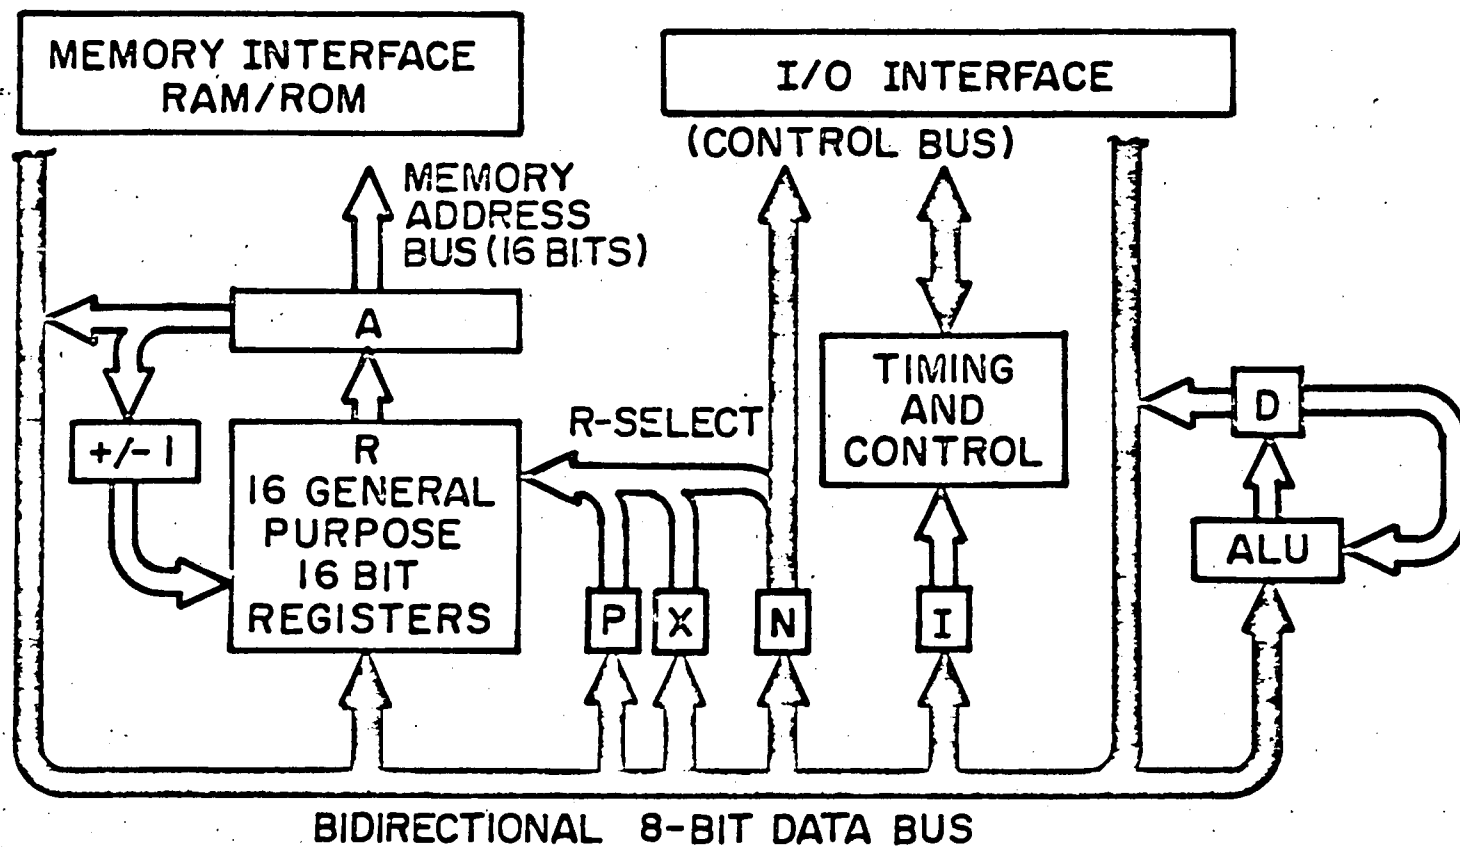 MEMORY INTERFACE
RAM/ROM
I/O INTERFACE
(CONTROL BUS)
MEMORY
ADDRESS
BUS (16 BITS)
A
+/- 1
R
16 GENERAL
PURPOSE
16 BIT
REGISTERS
R-SELECT
TIMING
AND
CONTROL
D
ALU
P
X
N
I
BIDIRECTIONAL 8-BIT DATA BUS